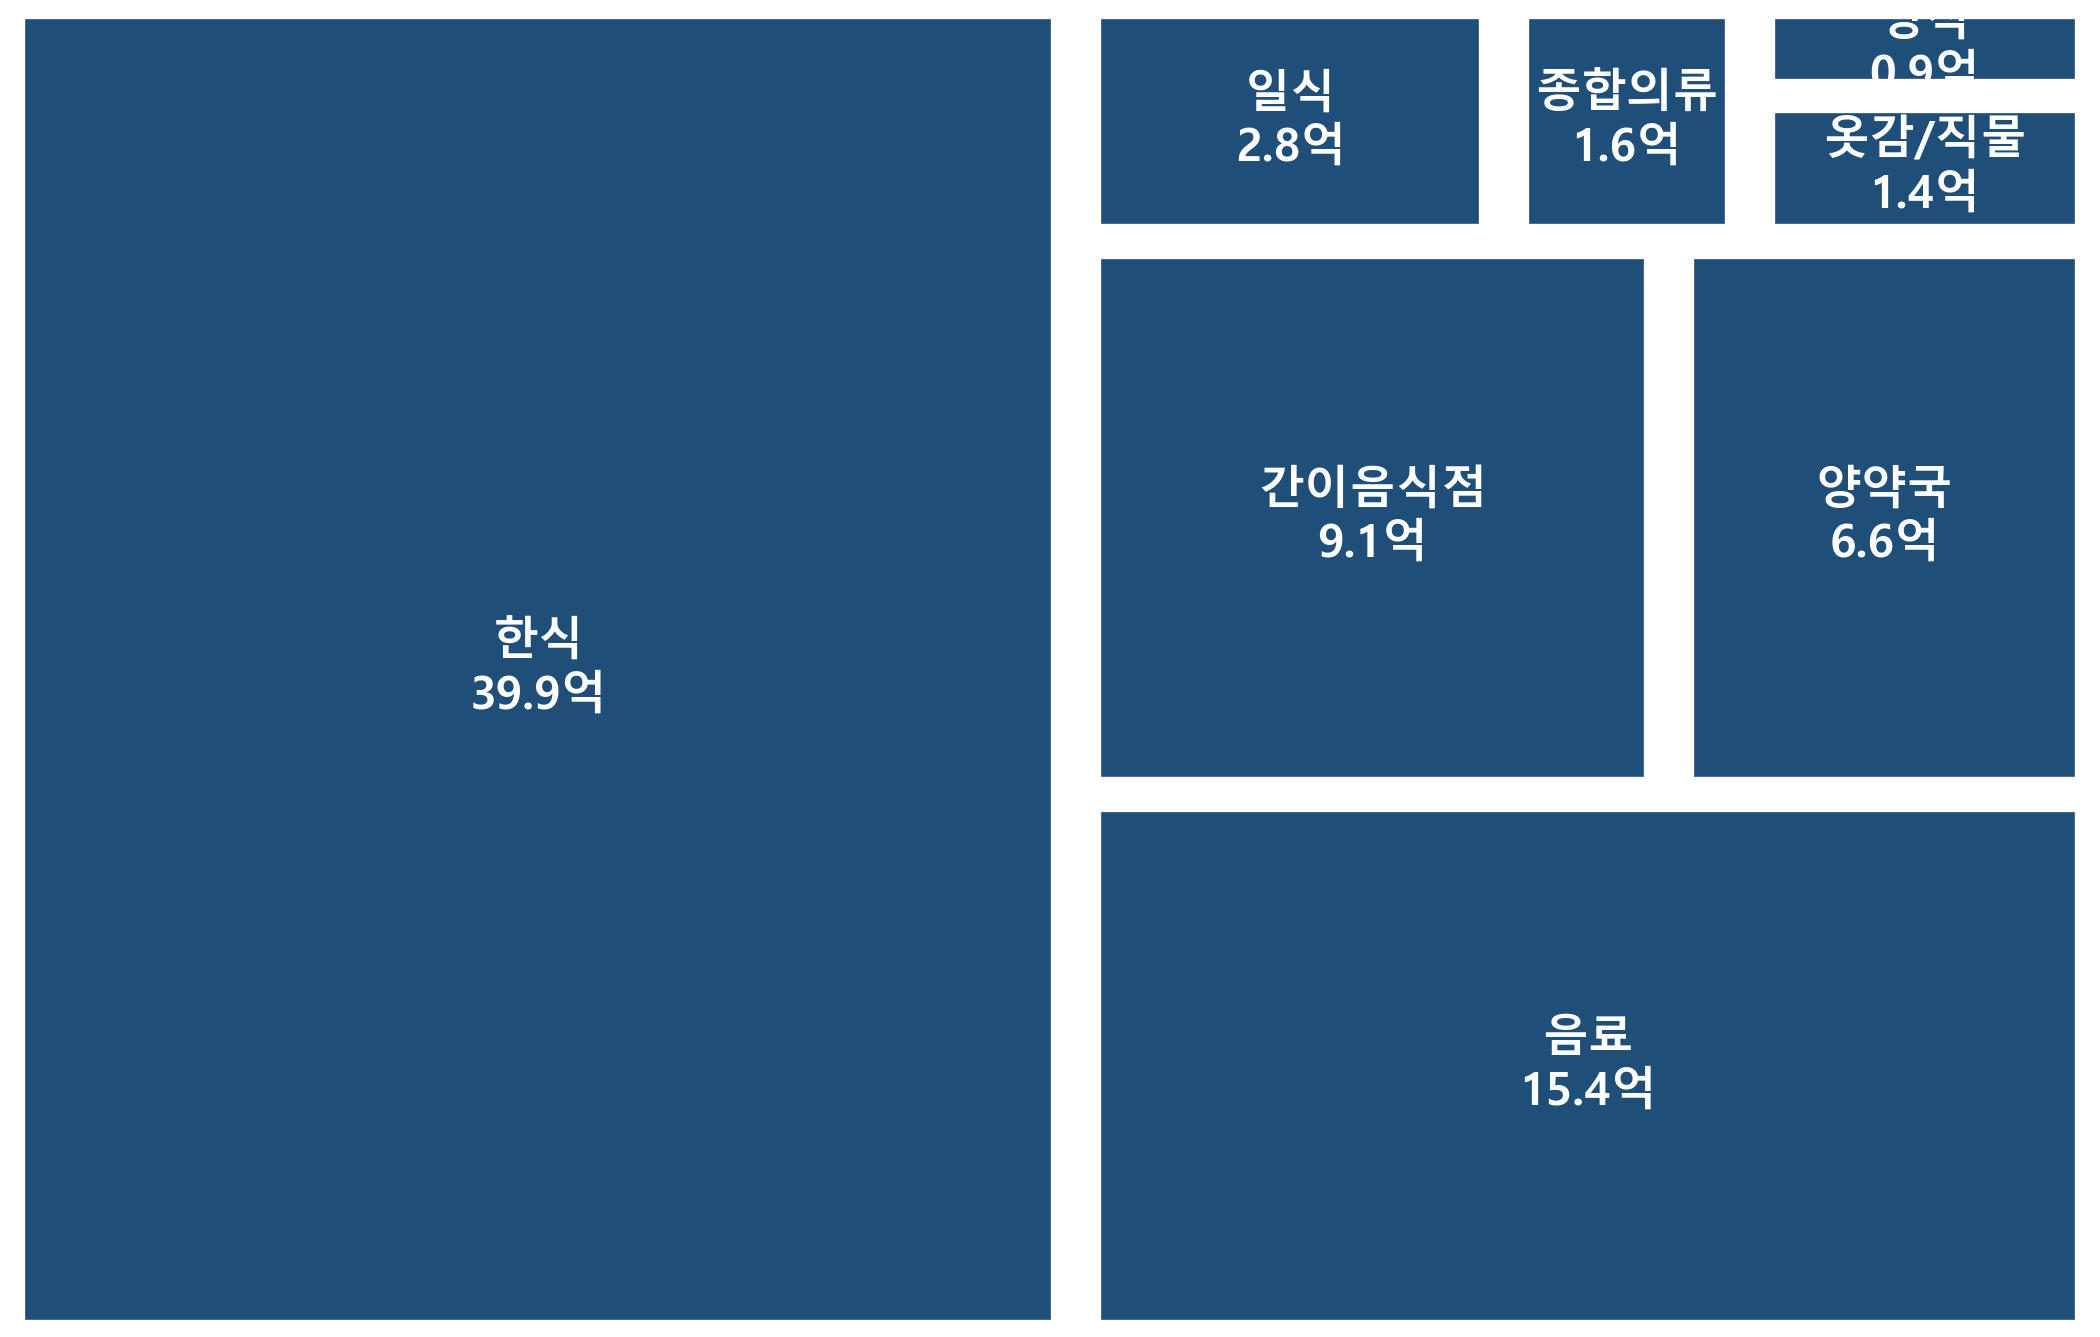 한식
39.9억
일식
2.8억
종합의류
1.6억
0.9억
옷감/직물
1.4억
간이음식점
9.1억
양약국
6.6억
음료
15.4억